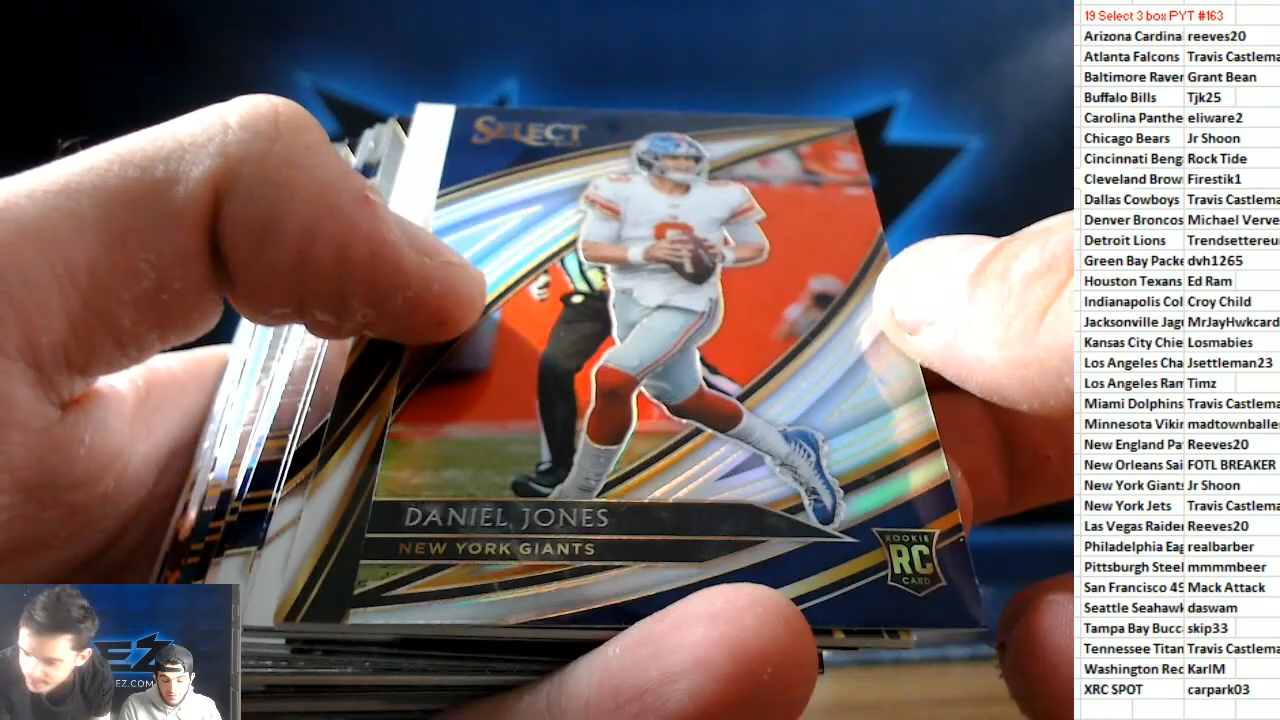 SELECT
DANIEL JONES
NEW YORK GIANTS
ROOKIE
RC
CARD
EZ
EZ.COM
19 Select 3 box PYT #163
Arizona Cardina reeves20
Atlanta Falcons Travis Castlema
Baltimore Raver Grant Bean
Buffalo Bills Tjk25
Carolina Panthe eliware2
Chicago Bears Jr Shoon
Cincinnati Beng Rock Tide
Cleveland Brow Firestik1
Dallas Cowboys Travis Castlema
Denver Broncos Michael Verve
Detroit Lions Trendsettereu
Green Bay Packe dvh1265
Houston Texans Ed Ram
Indianapolis Col Croy Child
Jacksonville Jag MrJayHwkcard
Kansas City Chie Losmabies
Los Angeles Cha Jsettleman23
Los Angeles Ram Timz
Miami Dolphins Travis Castlema
Minnesota Vikin madtownballe
New England Pa Reeves20
New Orleans Sai FOTL BREAKER
New York Giants Jr Shoon
New York Jets Travis Castlema
Las Vegas Raide Reeves20
Philadelphia Eag realbarber
Pittsburgh Steel mmmmbeer
San Francisco 49 Mack Attack
Seattle Seahawk daswam
Tampa Bay Bucc skip33
Tennessee Titan Travis Castlema
Washington Red KarlM
XRC SPOT carpark03